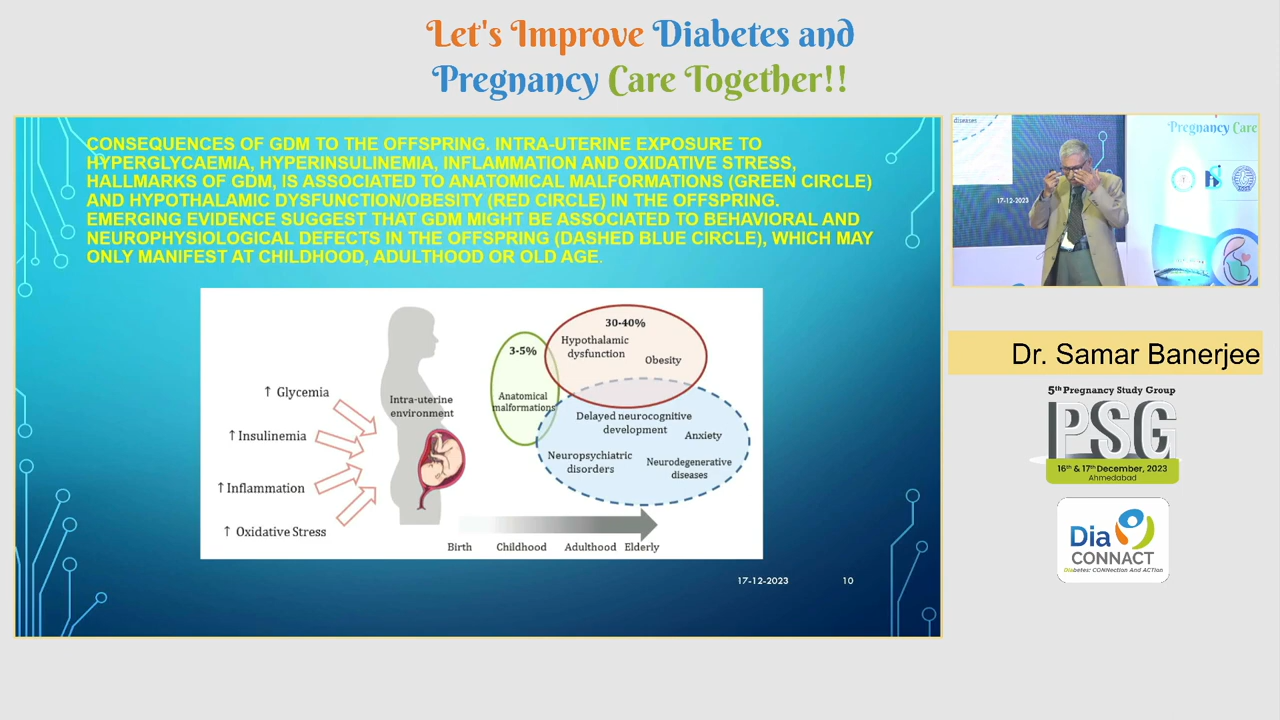 Let's Improve Diabetes and
Pregnancy Care Together!!
CONSEQUENCES OF GDM TO THE OFFSPRING. INTRA-UTERINE EXPOSURE TO
HYPERGLYCAEMIA, HYPERINSULINEMIA, INFLAMMATION AND OXIDATIVE STRESS,
HALLMARKS OF GDM, IS ASSOCIATED TO ANATOMICAL MALFORMATIONS (GREEN CIRCLE)
AND HYPOTHALAMIC DYSFUNCTION/OBESITY (RED CIRCLE) IN THE OFFSPRING.
EMERGING EVIDENCE SUGGEST THAT GDM MIGHT BE ASSOCIATED TO BEHAVIORAL AND
NEUROPHYSIOLOGICAL DEFECTS IN THE OFFSPRING (DASHED BLUE CIRCLE), WHICH MAY
ONLY MANIFEST AT CHILDHOOD, ADULTHOOD OR OLD AGE.
↑ Glycemia
↑ Insulinemia
↑ Inflammation
↑ Oxidative Stress
Intra-uterine
environment
3-5%
Anatomical
malformations
30-40%
Hypothalamic
dysfunction
Obesity
Delayed neurocognitive
development
Anxiety
Neuropsychiatric
disorders
Neurodegenerative
diseases
Birth Childhood Adulthood Elderly
17-12-2023 10
diseases
17-12-2023
Pregnancy Care
Dr. Samar Banerjee
5th Pregnancy Study Group
PSG
16th & 17th December, 2023
Ahmedabad
Dia
CONNACT
Diabetes: CONNection And ACTion